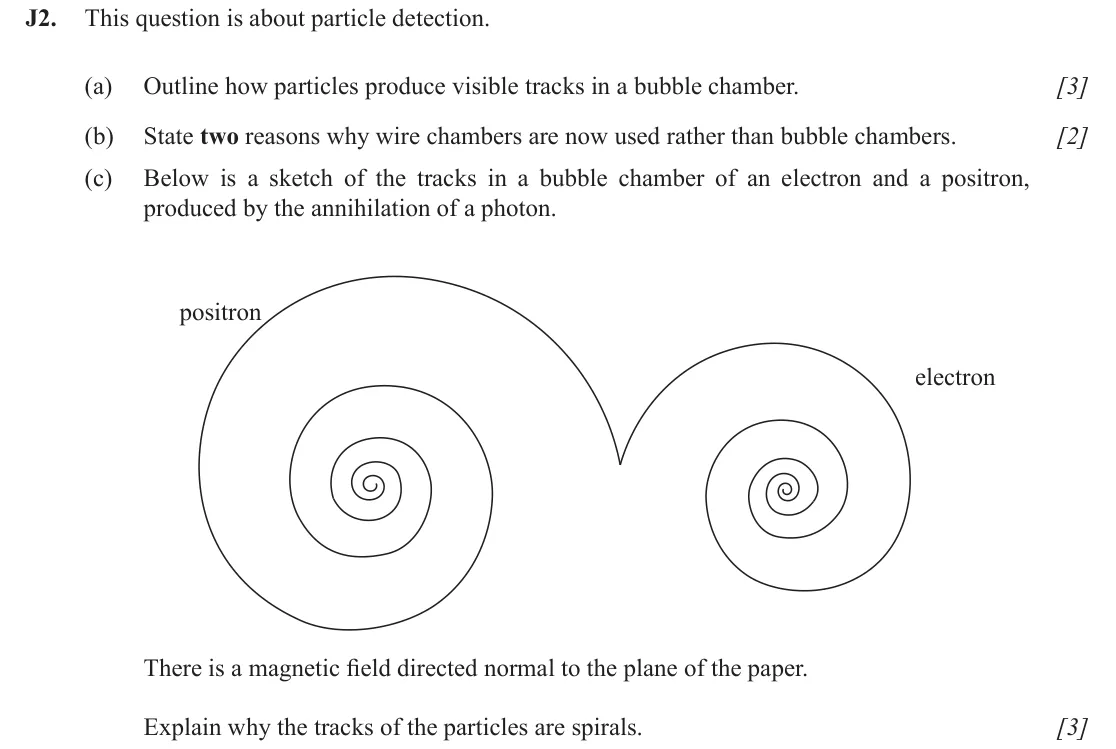 J2. This question is about particle detection.
(a) Outline how particles produce visible tracks in a bubble chamber. [3]
(b) State two reasons why wire chambers are now used rather than bubble chambers. [2]
(c) Below is a sketch of the tracks in a bubble chamber of an electron and a positron,
produced by the annihilation of a photon.
positron
electron
There is a magnetic field directed normal to the plane of the paper.
Explain why the tracks of the particles are spirals. [3]